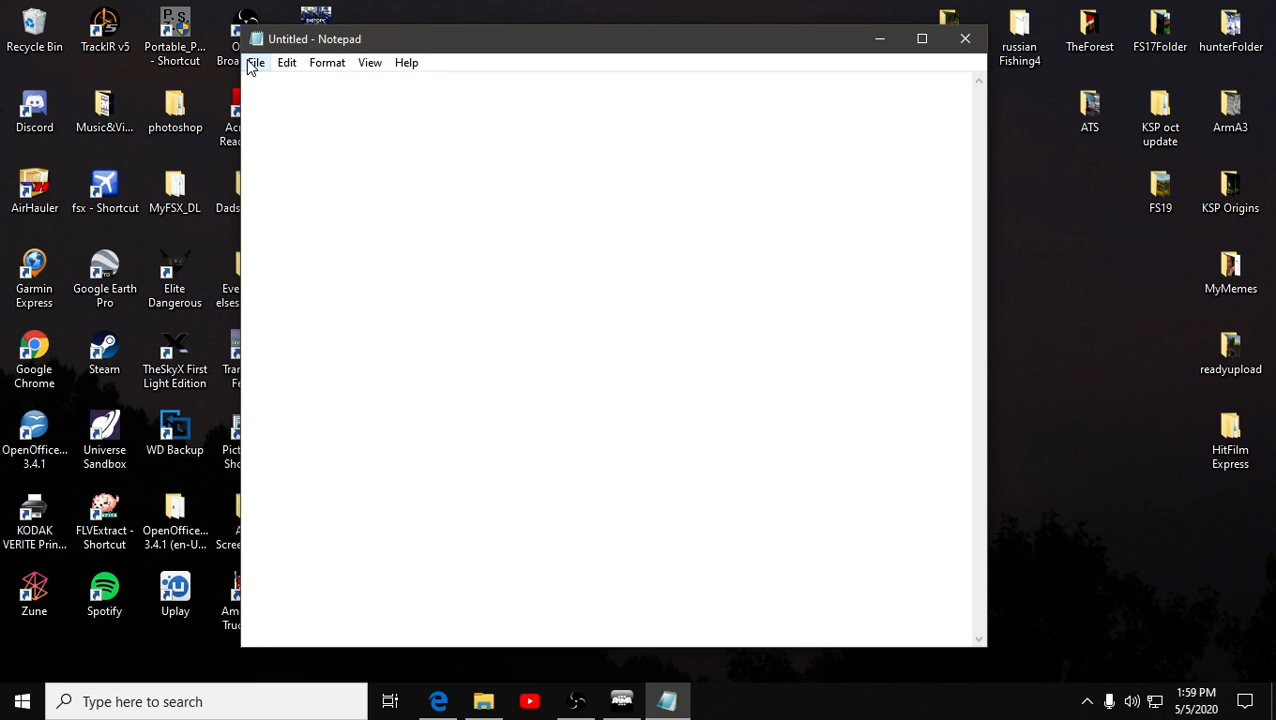 Untitled - Notepad
File Edit Format View Help
Recycle Bin
TrackIR v5
Portable_P...
- Shortcut
russian
Fishing4
TheForest
FS17Folder
hunterFolder
Discord
Music&Vi...
photoshop
ATS
KSP oct
update
ArmA3
AirHauler
fsx - Shortcut
MyFSX_DL
Dads
FS19
KSP Origins
Garmin
Express
Google Earth
Pro
Elite
Dangerous
Eve
elses
MyMemes
Google
Chrome
Steam
TheSkyX First
Light Edition
readyupload
OpenOffice...
3.4.1
Universe
Sandbox
WD Backup
HitFilm
Express
KODAK
VERITE Prin...
FLVExtract -
Shortcut
OpenOffice...
3.4.1 (en-U...
Zune
Spotify
Uplay
Type here to search
1:59 PM
5/5/2020